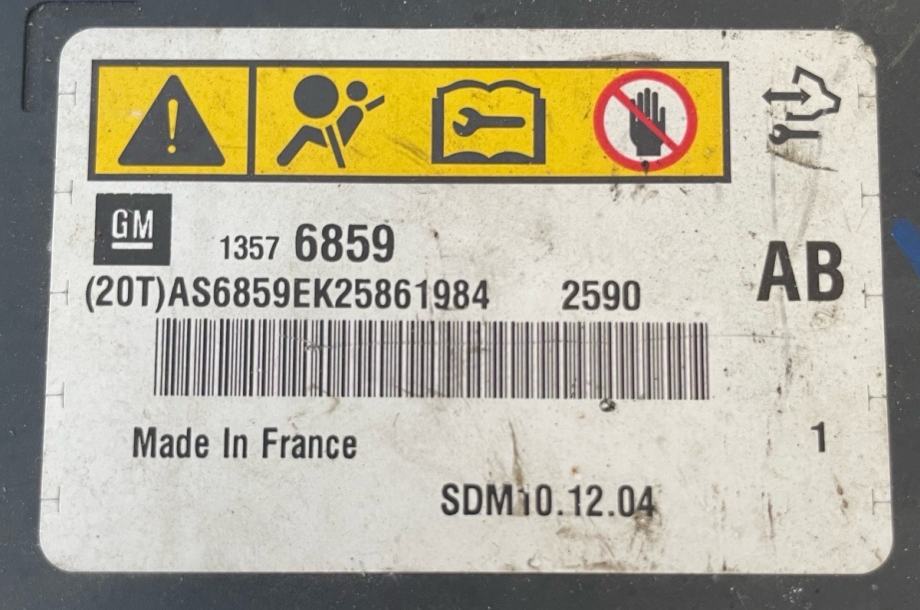 GM
1357 6859
AB
(20T)AS6859EK25861984 2590
Made In France
1
SDM10.12.04